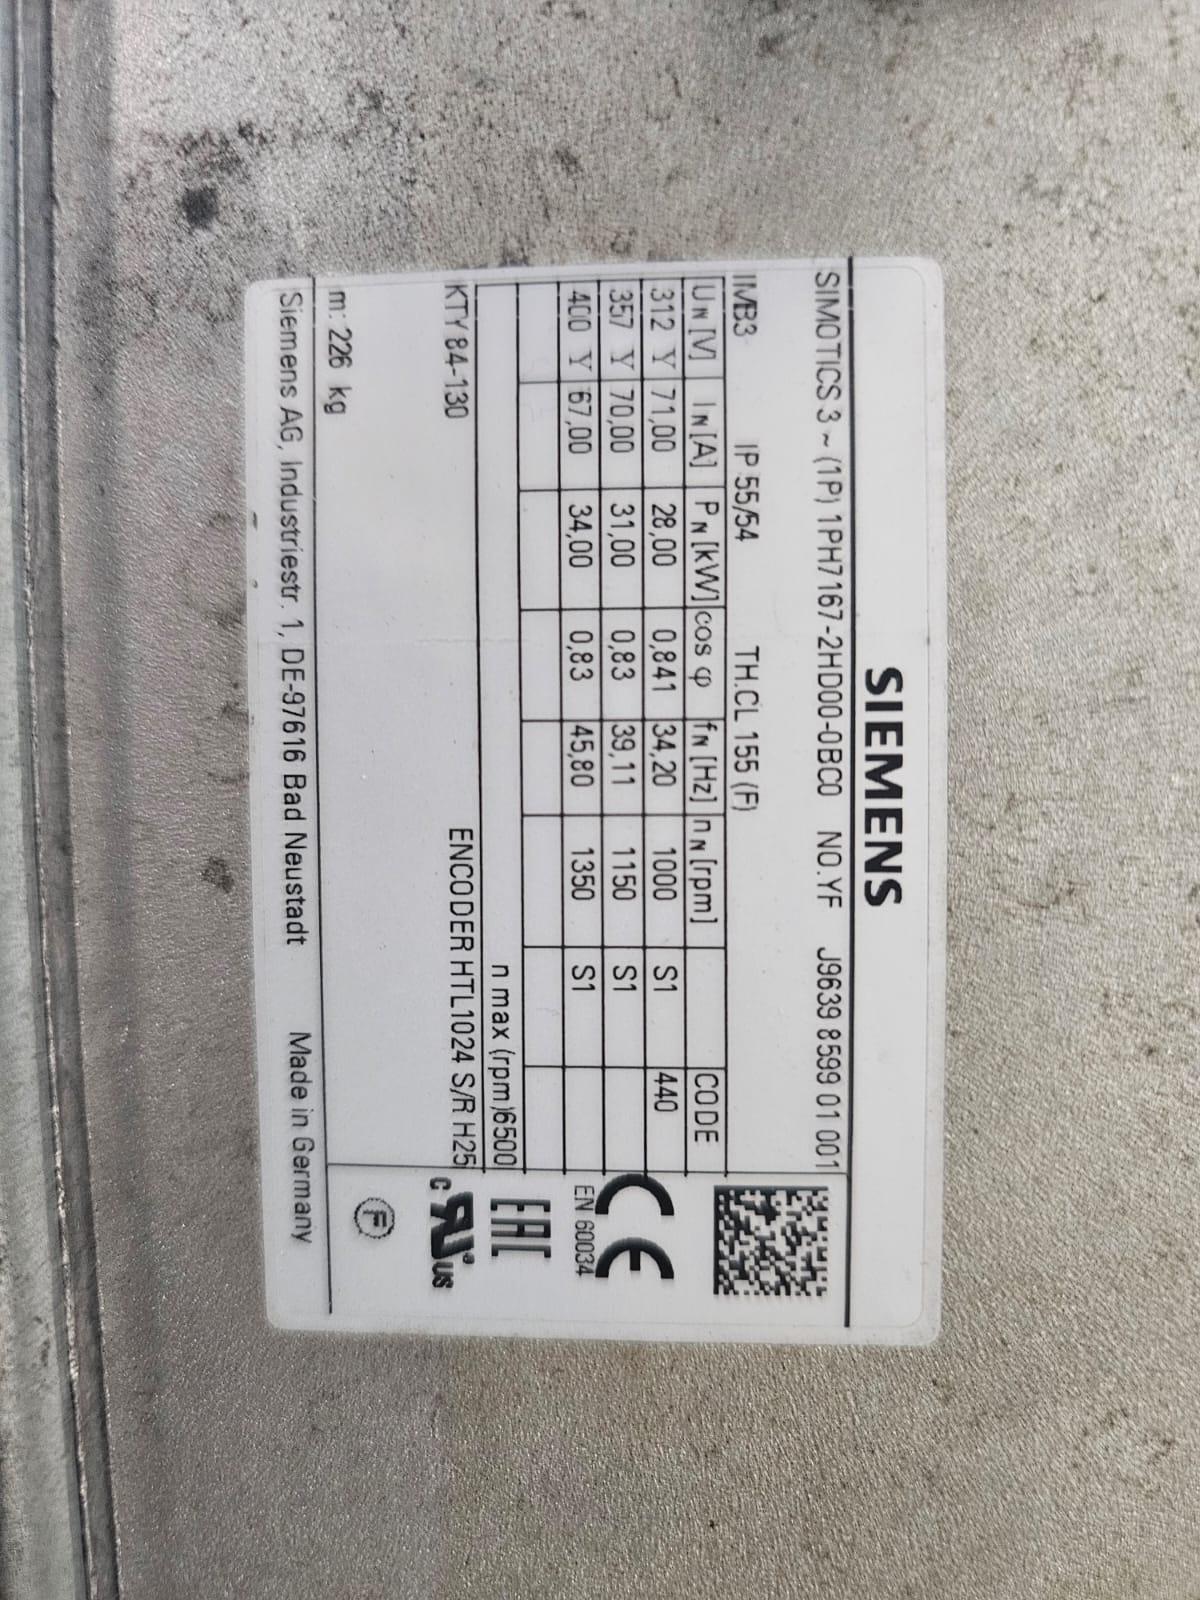 SIEMENS
SIMOTICS 3 ~ (1P) 1PH7167-2HD00-0BC0 NO.YF J9639 8599 01 001
IMB3 IP 55/54 TH.CL 155 (F)
UN [V] IN [A] PN [kW] cos φ fN [Hz] nN [rpm] CODE
312 Y 71,00 28,00 0,841 34,20 1000 S1 440
357 Y 70,00 31,00 0,83 39,11 1150 S1
400 Y 67,00 34,00 0,83 45,80 1350 S1
n max (rpm)6500
KTY 84-130 ENCODER HTL1024 S/R H25
m: 226 kg
Siemens AG, Industriestr. 1, DE-97616 Bad Neustadt Made in Germany
CE
EN 60034
EAC
c RU us
F